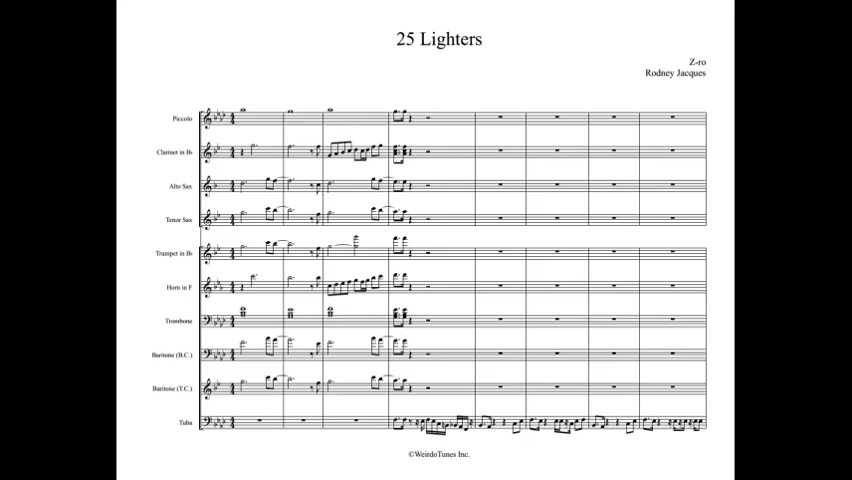 25 Lighters
Z-ro
Rodney Jacques
Piccolo
Clarinet in B♭
Alto Sax
Tenor Sax
Trumpet in B♭
Horn in F
Trombone
Baritone (B.C.)
Baritone (T.C.)
Tuba
©WeirdoTunes Inc.